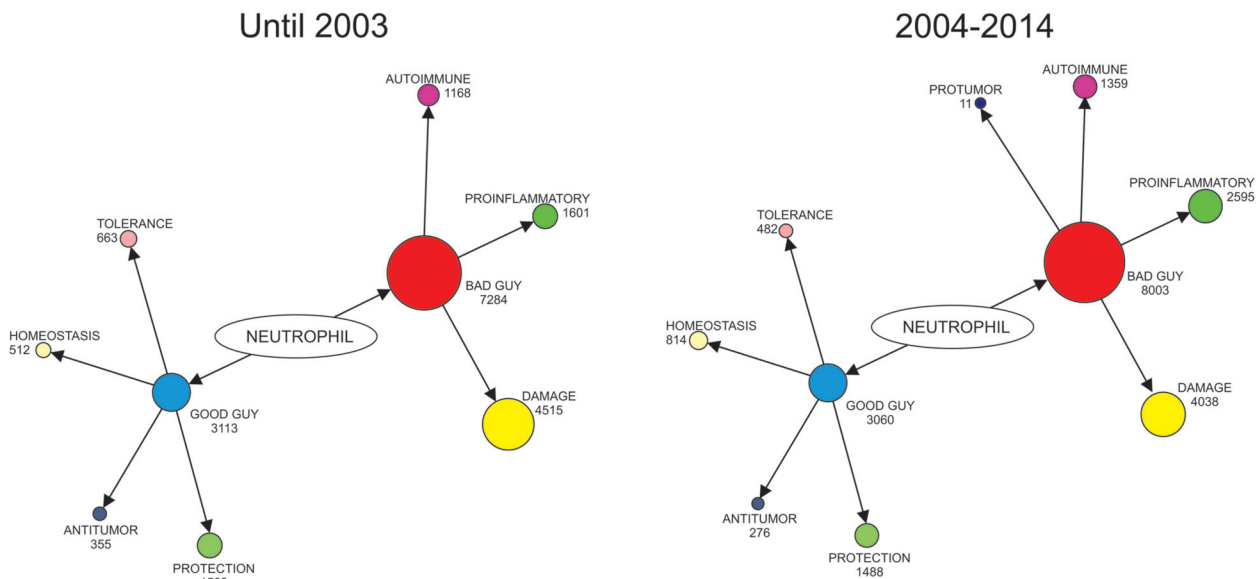 Until 2003
AUTOIMMUNE
1168
PROINFLAMMATORY
1601
TOLERANCE
663
BAD GUY
7284
NEUTROPHIL
HOMEOSTASIS
512
DAMAGE
4515
GOOD GUY
3113
ANTITUMOR
355
PROTECTION
2004-2014
AUTOIMMUNE
1359
PROTUMOR
11
PROINFLAMMATORY
2595
TOLERANCE
482
BAD GUY
8003
NEUTROPHIL
HOMEOSTASIS
814
DAMAGE
4038
GOOD GUY
3060
ANTITUMOR
276
PROTECTION
1488